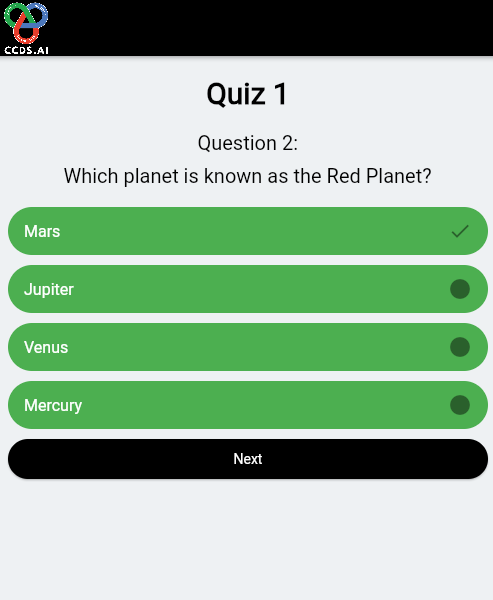 CCDS.AI
Quiz 1
Question 2:
Which planet is known as the Red Planet?
Mars
Jupiter
Venus
Mercury
Next